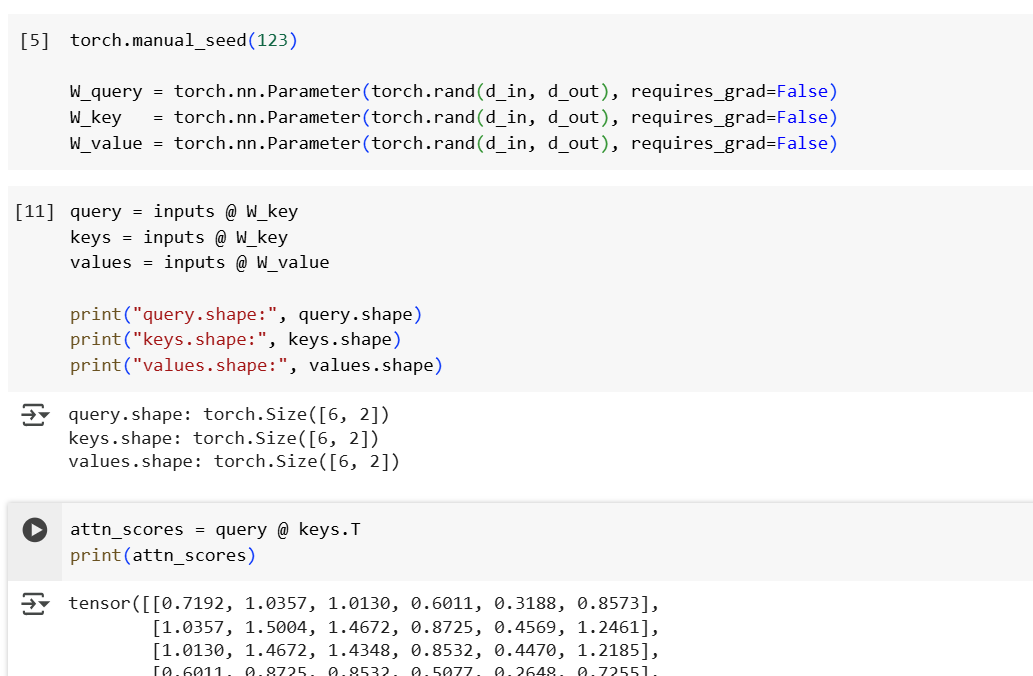 [5] torch.manual_seed(123)
W_query = torch.nn.Parameter(torch.rand(d_in, d_out), requires_grad=False)
W_key   = torch.nn.Parameter(torch.rand(d_in, d_out), requires_grad=False)
W_value = torch.nn.Parameter(torch.rand(d_in, d_out), requires_grad=False)
[11] query = inputs @ W_key
keys = inputs @ W_key
values = inputs @ W_value
print("query.shape:", query.shape)
print("keys.shape:", keys.shape)
print("values.shape:", values.shape)
query.shape: torch.Size([6, 2])
keys.shape: torch.Size([6, 2])
values.shape: torch.Size([6, 2])
attn_scores = query @ keys.T
print(attn_scores)
tensor([[0.7192, 1.0357, 1.0130, 0.6011, 0.3188, 0.8573],
        [1.0357, 1.5004, 1.4672, 0.8725, 0.4569, 1.2461],
        [1.0130, 1.4672, 1.4348, 0.8532, 0.4470, 1.2185],
        [0.6011, 0.8725, 0.8532, 0.5077, 0.2648, 0.7255],